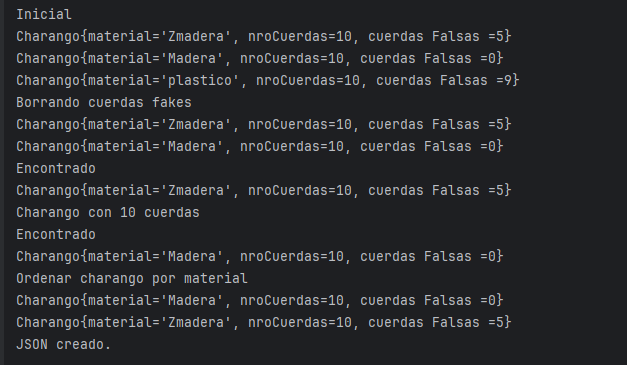 Inicial
Charango{material='Zmadera', nroCuerdas=10, cuerdas Falsas =5}
Charango{material='Madera', nroCuerdas=10, cuerdas Falsas =0}
Charango{material='plastico', nroCuerdas=10, cuerdas Falsas =9}
Borrando cuerdas fakes
Charango{material='Zmadera', nroCuerdas=10, cuerdas Falsas =5}
Charango{material='Madera', nroCuerdas=10, cuerdas Falsas =0}
Encontrado
Charango{material='Zmadera', nroCuerdas=10, cuerdas Falsas =5}
Charango con 10 cuerdas
Encontrado
Charango{material='Madera', nroCuerdas=10, cuerdas Falsas =0}
Ordenar charango por material
Charango{material='Madera', nroCuerdas=10, cuerdas Falsas =0}
Charango{material='Zmadera', nroCuerdas=10, cuerdas Falsas =5}
JSON creado.